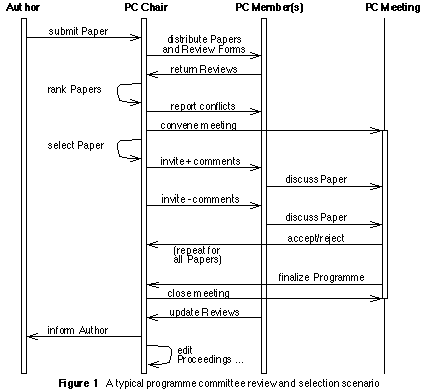 Author PC Chair PC Member(s) PC Meeting
submit Paper
distribute Papers
and Review Forms
return Reviews
rank Papers
report conflicts
convene meeting
select Paper
invite + comments
discuss Paper
invite - comments
discuss Paper
accept/reject
(repeat for
all Papers)
finalize Programme
close meeting
update Reviews
inform Author
edit
Proceedings ...
Figure 1 A typical programme committee review and selection scenario